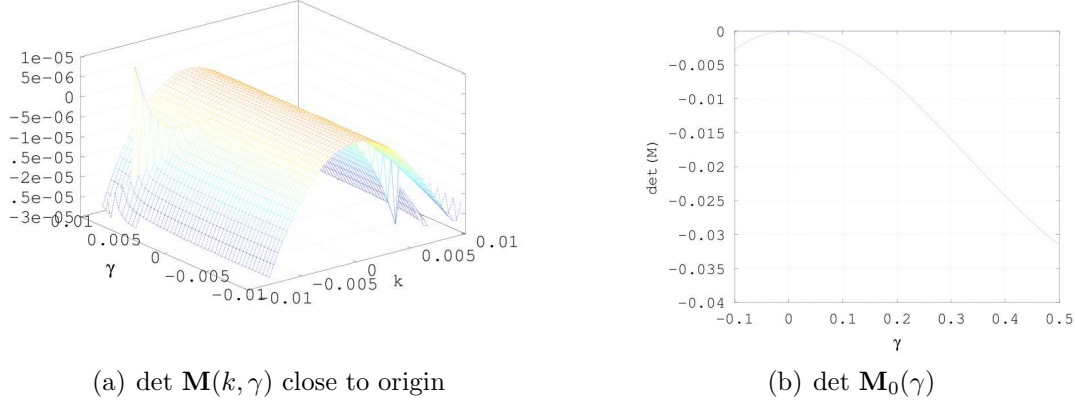 1e-05
5e-06
0
-5e-06
-1e-05
.5e-05
-2e-05
.5e-05
-3e-05
0.01
0.005
0
-0.005
-0.01
γ
-0.01
-0.005
0
0.005
0.01
k
(a) det M(k, γ) close to origin
0
-0.005
-0.01
-0.015
-0.02
-0.025
-0.03
-0.035
-0.04
det(M)
-0.1 0 0.1 0.2 0.3 0.4 0.5
γ
(b) det M₀(γ)